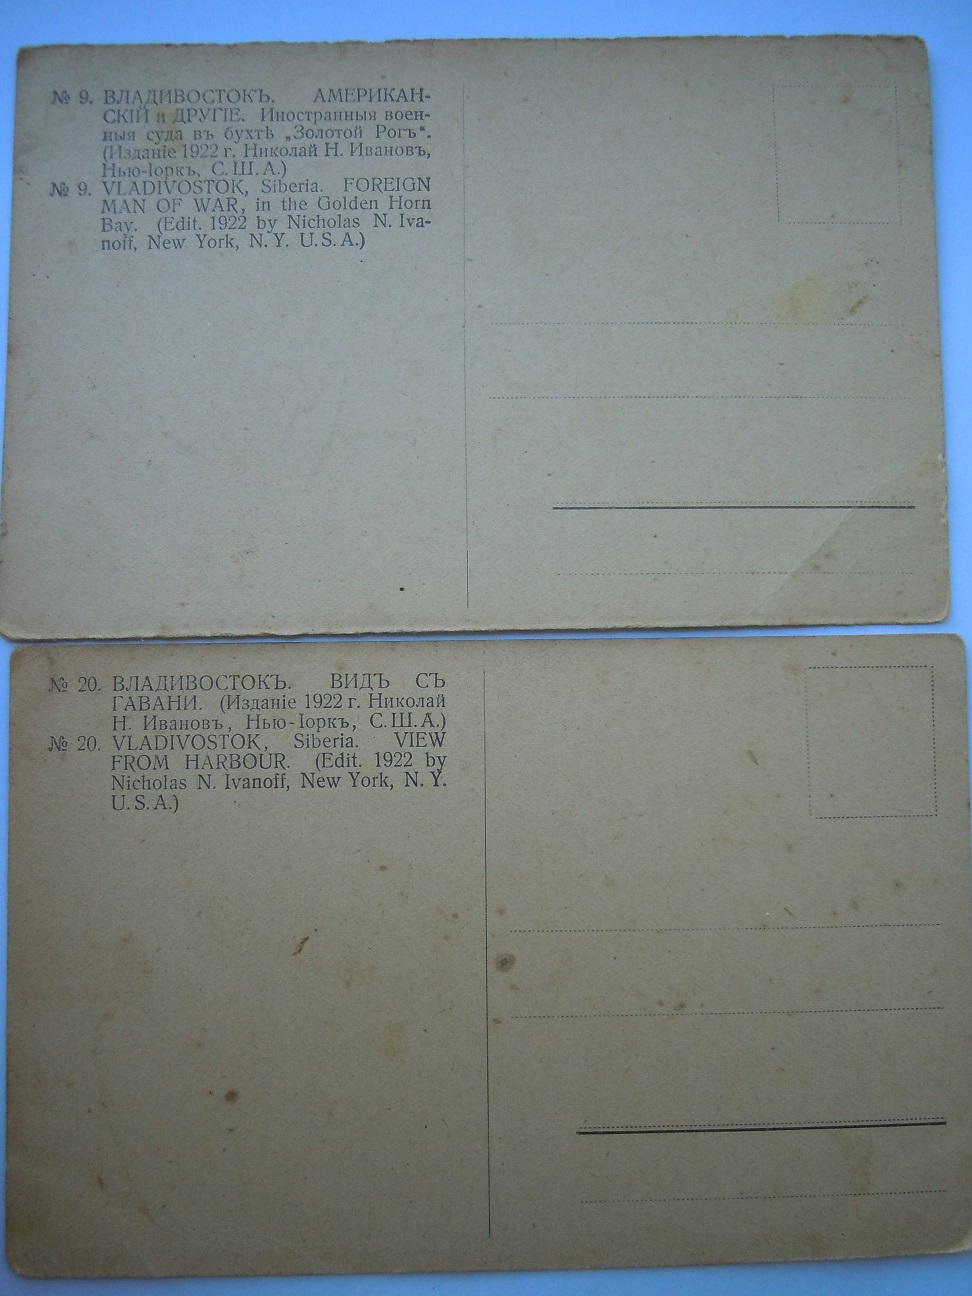 № 9. ВЛАДИВОСТОКЪ. АМЕРИКАН-
СКІЙ и ДРУГІЕ. Иностранныя воен-
ныя суда въ бухтѣ „Золотой Рогъ“.
(Изданіе 1922 г. Николай Н. Ивановъ,
Нью-Іоркъ, С. Ш. А.)
№ 9. VLADIVOSTOK, Siberia. FOREIGN
MAN OF WAR, in the Golden Horn
Bay. (Edit. 1922 by Nicholas N. Iva-
noff, New York, N. Y. U. S. A.)
№ 20. ВЛАДИВОСТОКЪ. ВИДЪ СЪ
ГАВАНИ. (Изданіе 1922 г. Николай
Н. Ивановъ, Нью-Іоркъ, С. Ш. А.)
№ 20. VLADIVOSTOK, Siberia. VIEW
FROM HARBOUR. (Edit. 1922 by
Nicholas N. Ivanoff, New York, N. Y.
U. S. A.)